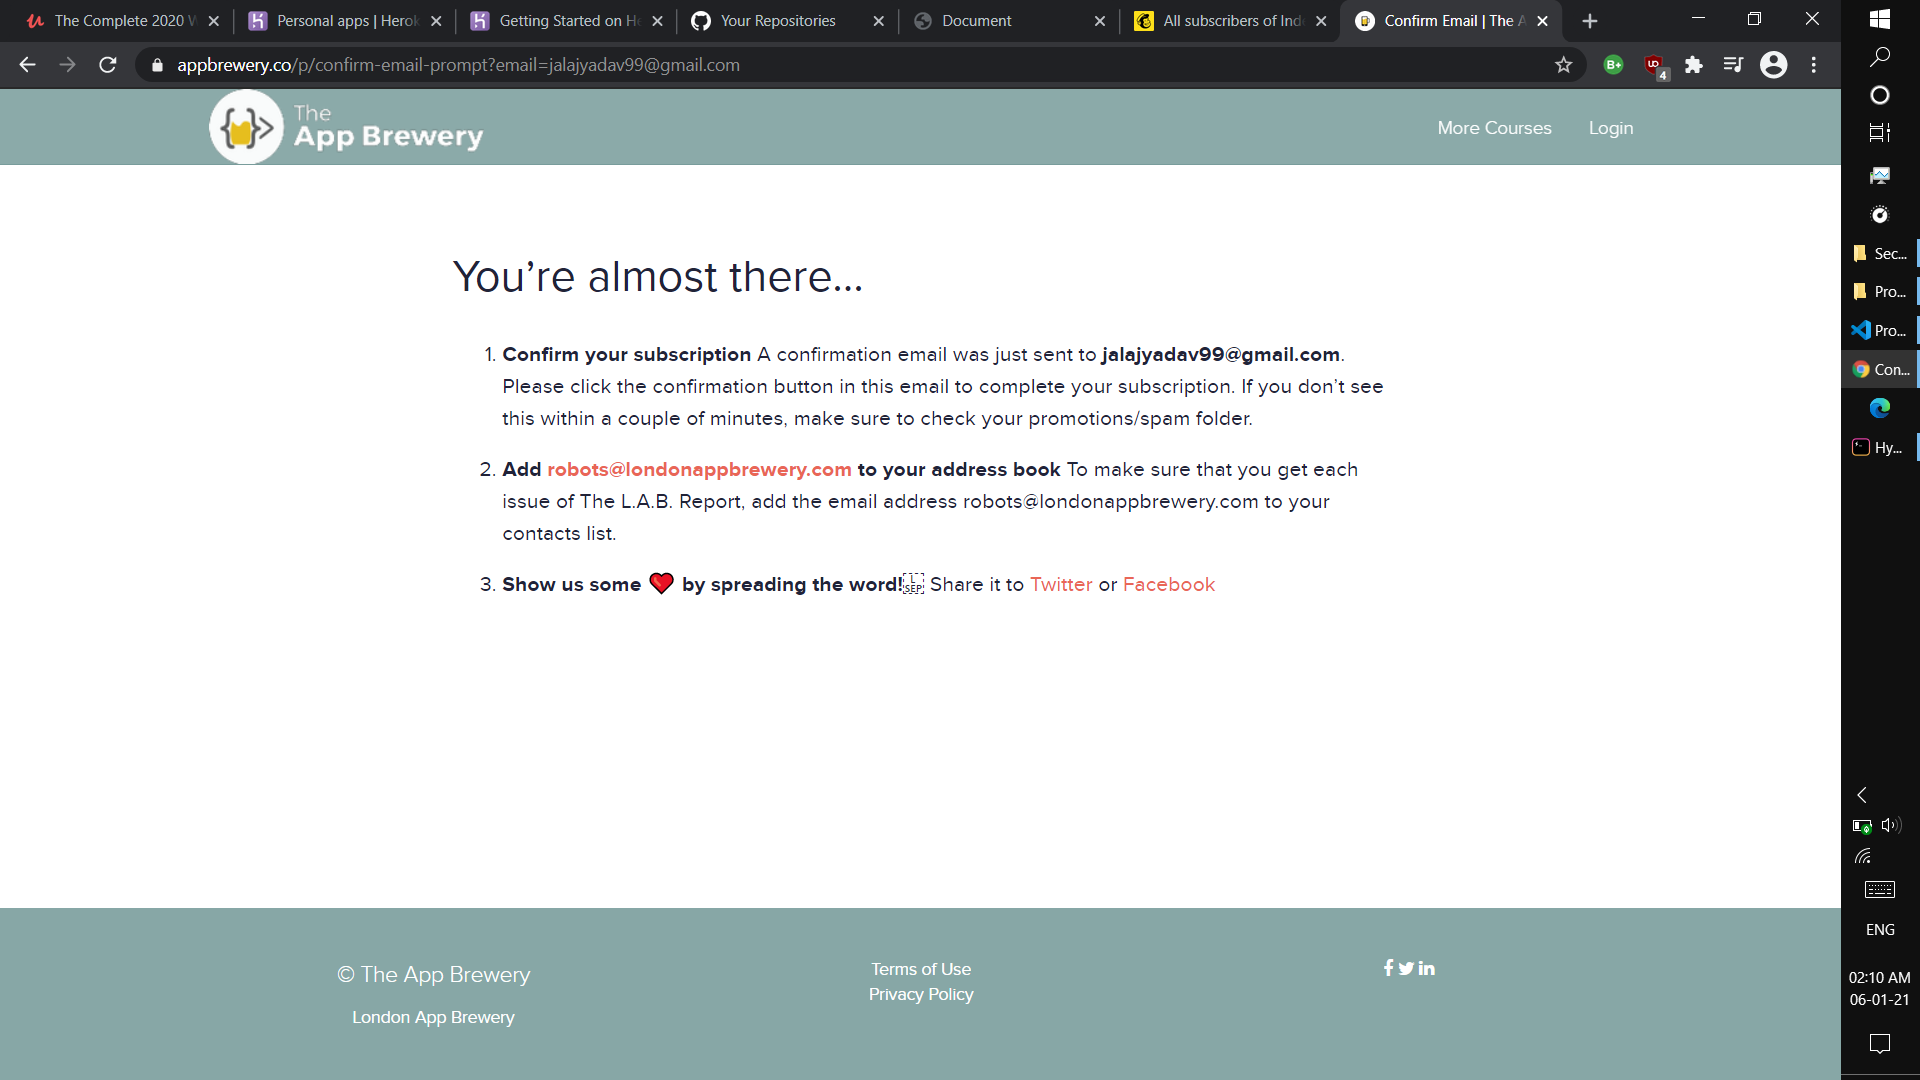 The Complete 2020 W
Personal apps | Herok
Getting Started on He
Your Repositories
Document
All subscribers of Inde
Confirm Email | The A
appbrewery.co/p/confirm-email-prompt?email=jalajyadav99@gmail.com
B+
UO
4
The
App Brewery
More Courses
Login
You’re almost there...
1. Confirm your subscription A confirmation email was just sent to jalajyadav99@gmail.com.
Please click the confirmation button in this email to complete your subscription. If you don’t see
this within a couple of minutes, make sure to check your promotions/spam folder.
2. Add robots@londonappbrewery.com to your address book To make sure that you get each
issue of The L.A.B. Report, add the email address robots@londonappbrewery.com to your
contacts list.
3. Show us some ❤ by spreading the word! L SEP Share it to Twitter or Facebook
© The App Brewery
London App Brewery
Terms of Use
Privacy Policy
Sec...
Pro...
Pro...
Con...
Hy...
ENG
02:10 AM
06-01-21